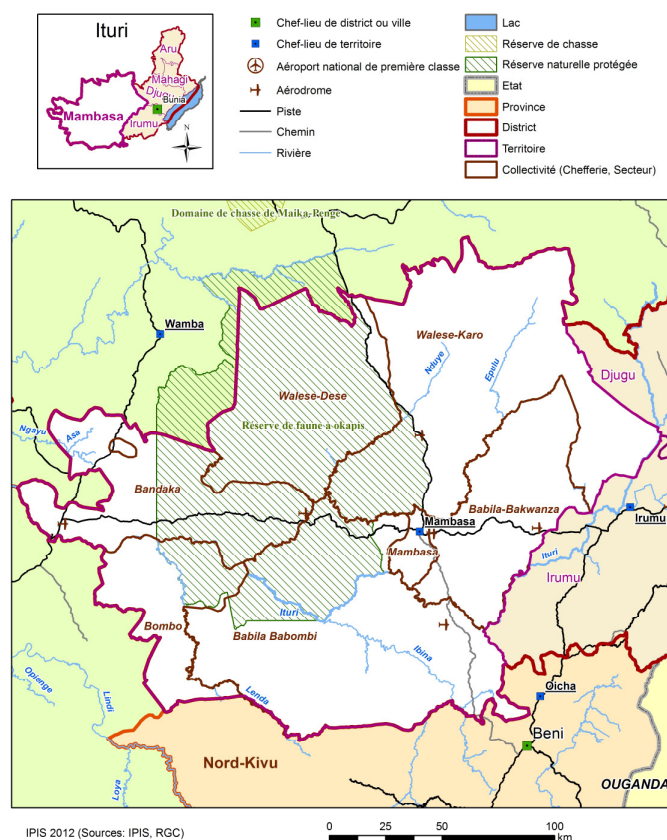 Ituri
Aru
Mahagi
Djugu
Bunia
Mambasa
Irumu
N
Chef-lieu de district ou ville
Chef-lieu de territoire
Aéroport national de première classe
Aérodrome
Piste
Chemin
Rivière
Lac
Réserve de chasse
Réserve naturelle protégée
Etat
Province
District
Territoire
Collectivité (Chefferie, Secteur)
Domaine de chasse de Maika, Penge
Wamba
Walese-Karo
Nduye
Epulu
Djugu
Walese-Dese
Réserve de faune a okapis
Ngayu
Asa
Bandaka
Babila-Bakwanza
Mambasa
Irumu
Mambasa
Ituri
Irumu
Ituri
Bombo
Babila Babombi
Ibina
Opienge
Lindi
Lenda
Oicha
Beni
Loya
Nord-Kivu
OUGANDA
IPIS 2012 (Sources: IPIS, RGC)
0 25 50 100
km